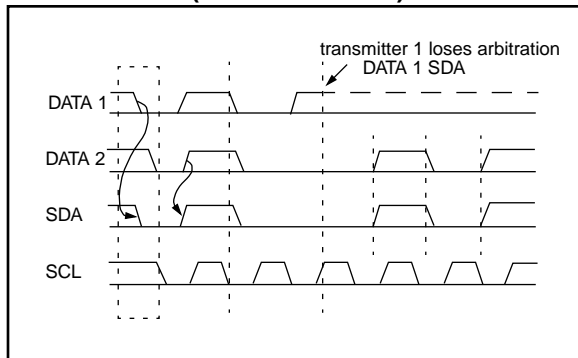 transmitter 1 loses arbitration
DATA 1 SDA
DATA 1
DATA 2
SDA
SCL